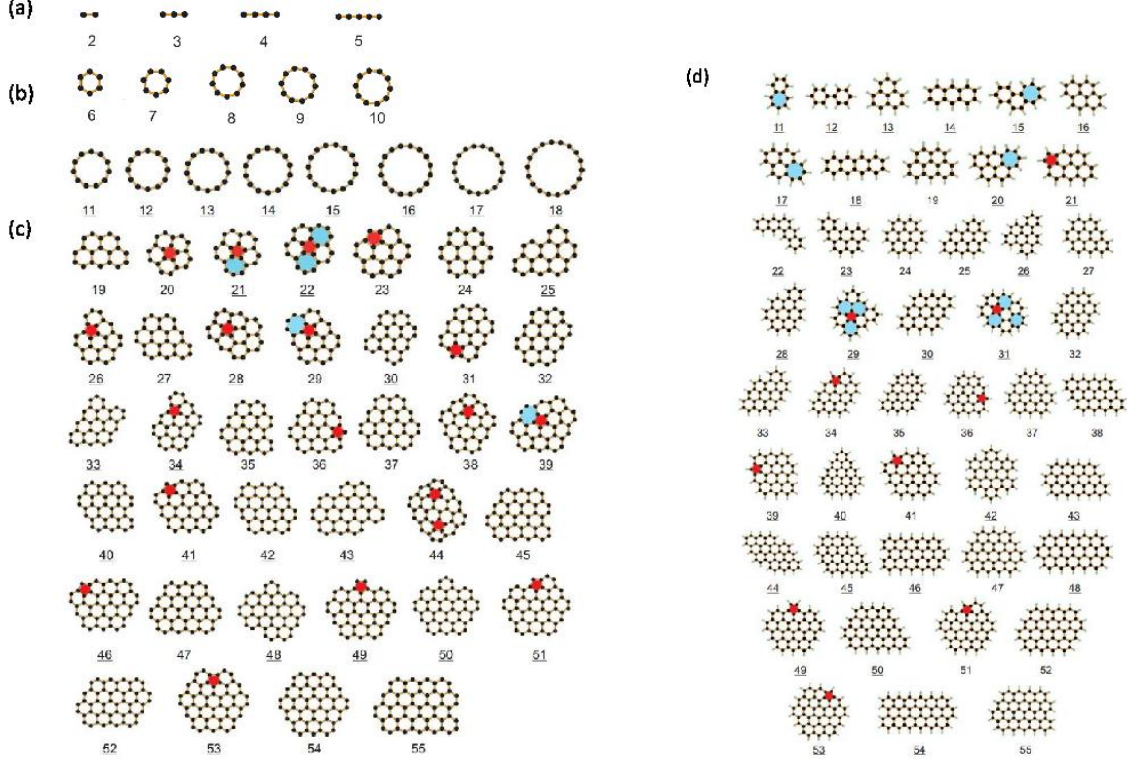 (a)
2 3 4 5
(b)
6 7 8 9 10
11 12 13 14 15 16 17 18
(c)
19 20 21 22 23 24 25
26 27 28 29 30 31 32
33 34 35 36 37 38 39
40 41 42 43 44 45
46 47 48 49 50 51
52 53 54 55
(d)
11 12 13 14 15 16
17 18 19 20 21
22 23 24 25 26 27
28 29 30 31 32
33 34 35 36 37 38
39 40 41 42 43
44 45 46 47 48
49 50 51 52
53 54 55